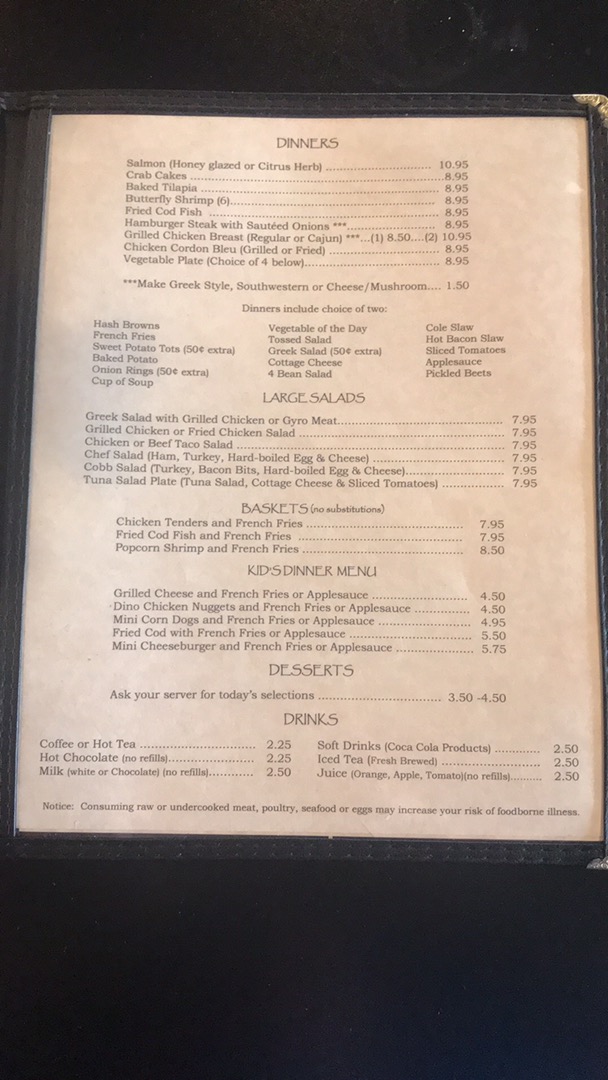 DINNERS
Salmon (Honey glazed or Citrus Herb) ............................ 10.95
Crab Cakes ..................................................................8.95
Baked Tilapia ............................................................... 8.95
Butterfly Shrimp (6)...................................................... 8.95
Fried Cod Fish ............................................................. 8.95
Hamburger Steak with Sautéed Onions ***........................ 8.95
Grilled Chicken Breast (Regular or Cajun) ***...(1) 8.50....(2) 10.95
Chicken Cordon Bleu (Grilled or Fried) ............................. 8.95
Vegetable Plate (Choice of 4 below)................................... 8.95
***Make Greek Style, Southwestern or Cheese/Mushroom.... 1.50
Dinners include choice of two:
Hash Browns
French Fries
Sweet Potato Tots (50¢ extra)
Baked Potato
Onion Rings (50¢ extra)
Cup of Soup
Vegetable of the Day
Tossed Salad
Greek Salad (50¢ extra)
Cottage Cheese
4 Bean Salad
Cole Slaw
Hot Bacon Slaw
Sliced Tomatoes
Applesauce
Pickled Beets
LARGE SALADS
Greek Salad with Grilled Chicken or Gyro Meat.......................................... 7.95
Grilled Chicken or Fried Chicken Salad ..................................................... 7.95
Chicken or Beef Taco Salad ..................................................................... 7.95
Chef Salad (Ham, Turkey, Hard-boiled Egg & Cheese) ................................. 7.95
Cobb Salad (Turkey, Bacon Bits, Hard-boiled Egg & Cheese)......................... 7.95
Tuna Salad Plate (Tuna Salad, Cottage Cheese & Sliced Tomatoes) ................ 7.95
BASKETS (no substitutions)
Chicken Tenders and French Fries ........................................ 7.95
Fried Cod Fish and French Fries .......................................... 7.95
Popcorn Shrimp and French Fries ......................................... 8.50
KID'S DINNER MENU
Grilled Cheese and French Fries or Applesauce ........................ 4.50
Dino Chicken Nuggets and French Fries or Applesauce .............. 4.50
Mini Corn Dogs and French Fries or Applesauce ....................... 4.95
Fried Cod with French Fries or Applesauce .............................. 5.50
Mini Cheeseburger and French Fries or Applesauce ................... 5.75
DESSERTS
Ask your server for today's selections ................................ 3.50 -4.50
DRINKS
Coffee or Hot Tea ............................. 2.25
Hot Chocolate (no refills)...................... 2.25
Milk (white or Chocolate) (no refills)............ 2.50
Soft Drinks (Coca Cola Products) ............ 2.50
Iced Tea (Fresh Brewed) ......................... 2.50
Juice (Orange, Apple, Tomato)(no refills).......... 2.50
Notice: Consuming raw or undercooked meat, poultry, seafood or eggs may increase your risk of foodborne illness.